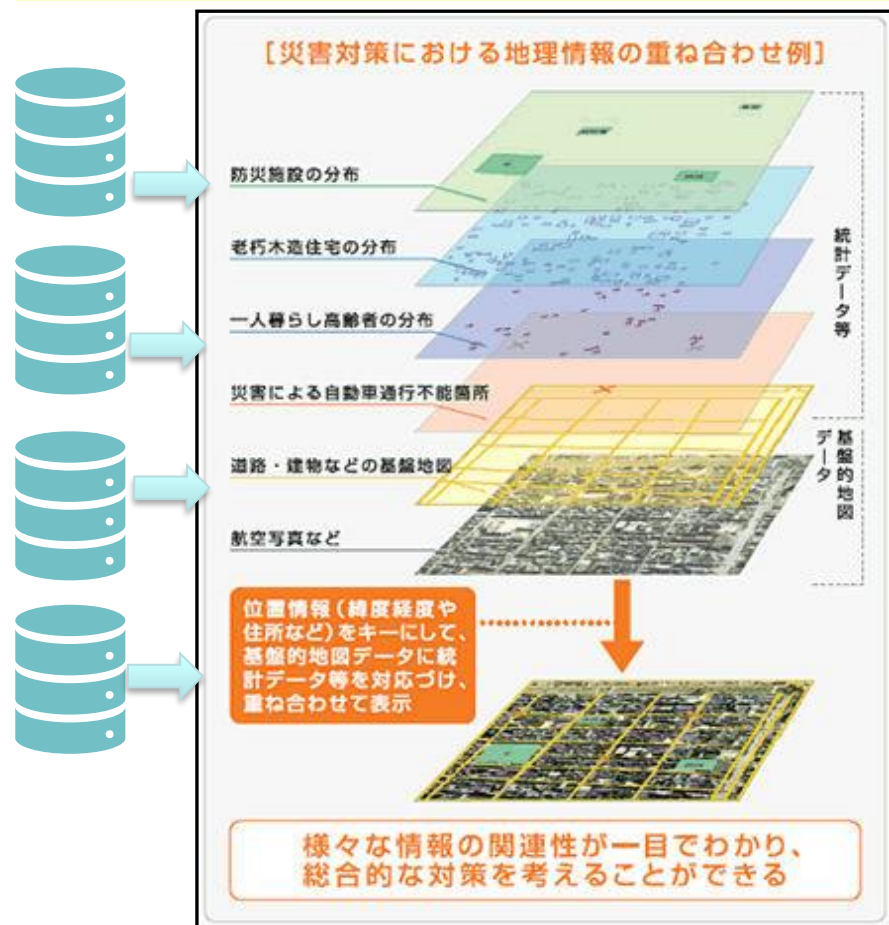 [災害対策における地理情報の重ね合わせ例]
防災施設の分布
老朽木造住宅の分布
一人暮らし高齢者の分布
災害による自動車通行不能箇所
道路・建物などの基盤地図
航空写真など
統計データ等
基盤的地図
データ
位置情報(緯度経度や
住所など)をキーにして、
基盤的地図データに統
計データ等を対応づけ、
重ね合わせて表示
様々な情報の関連性が一目でわかり、
総合的な対策を考えることができる